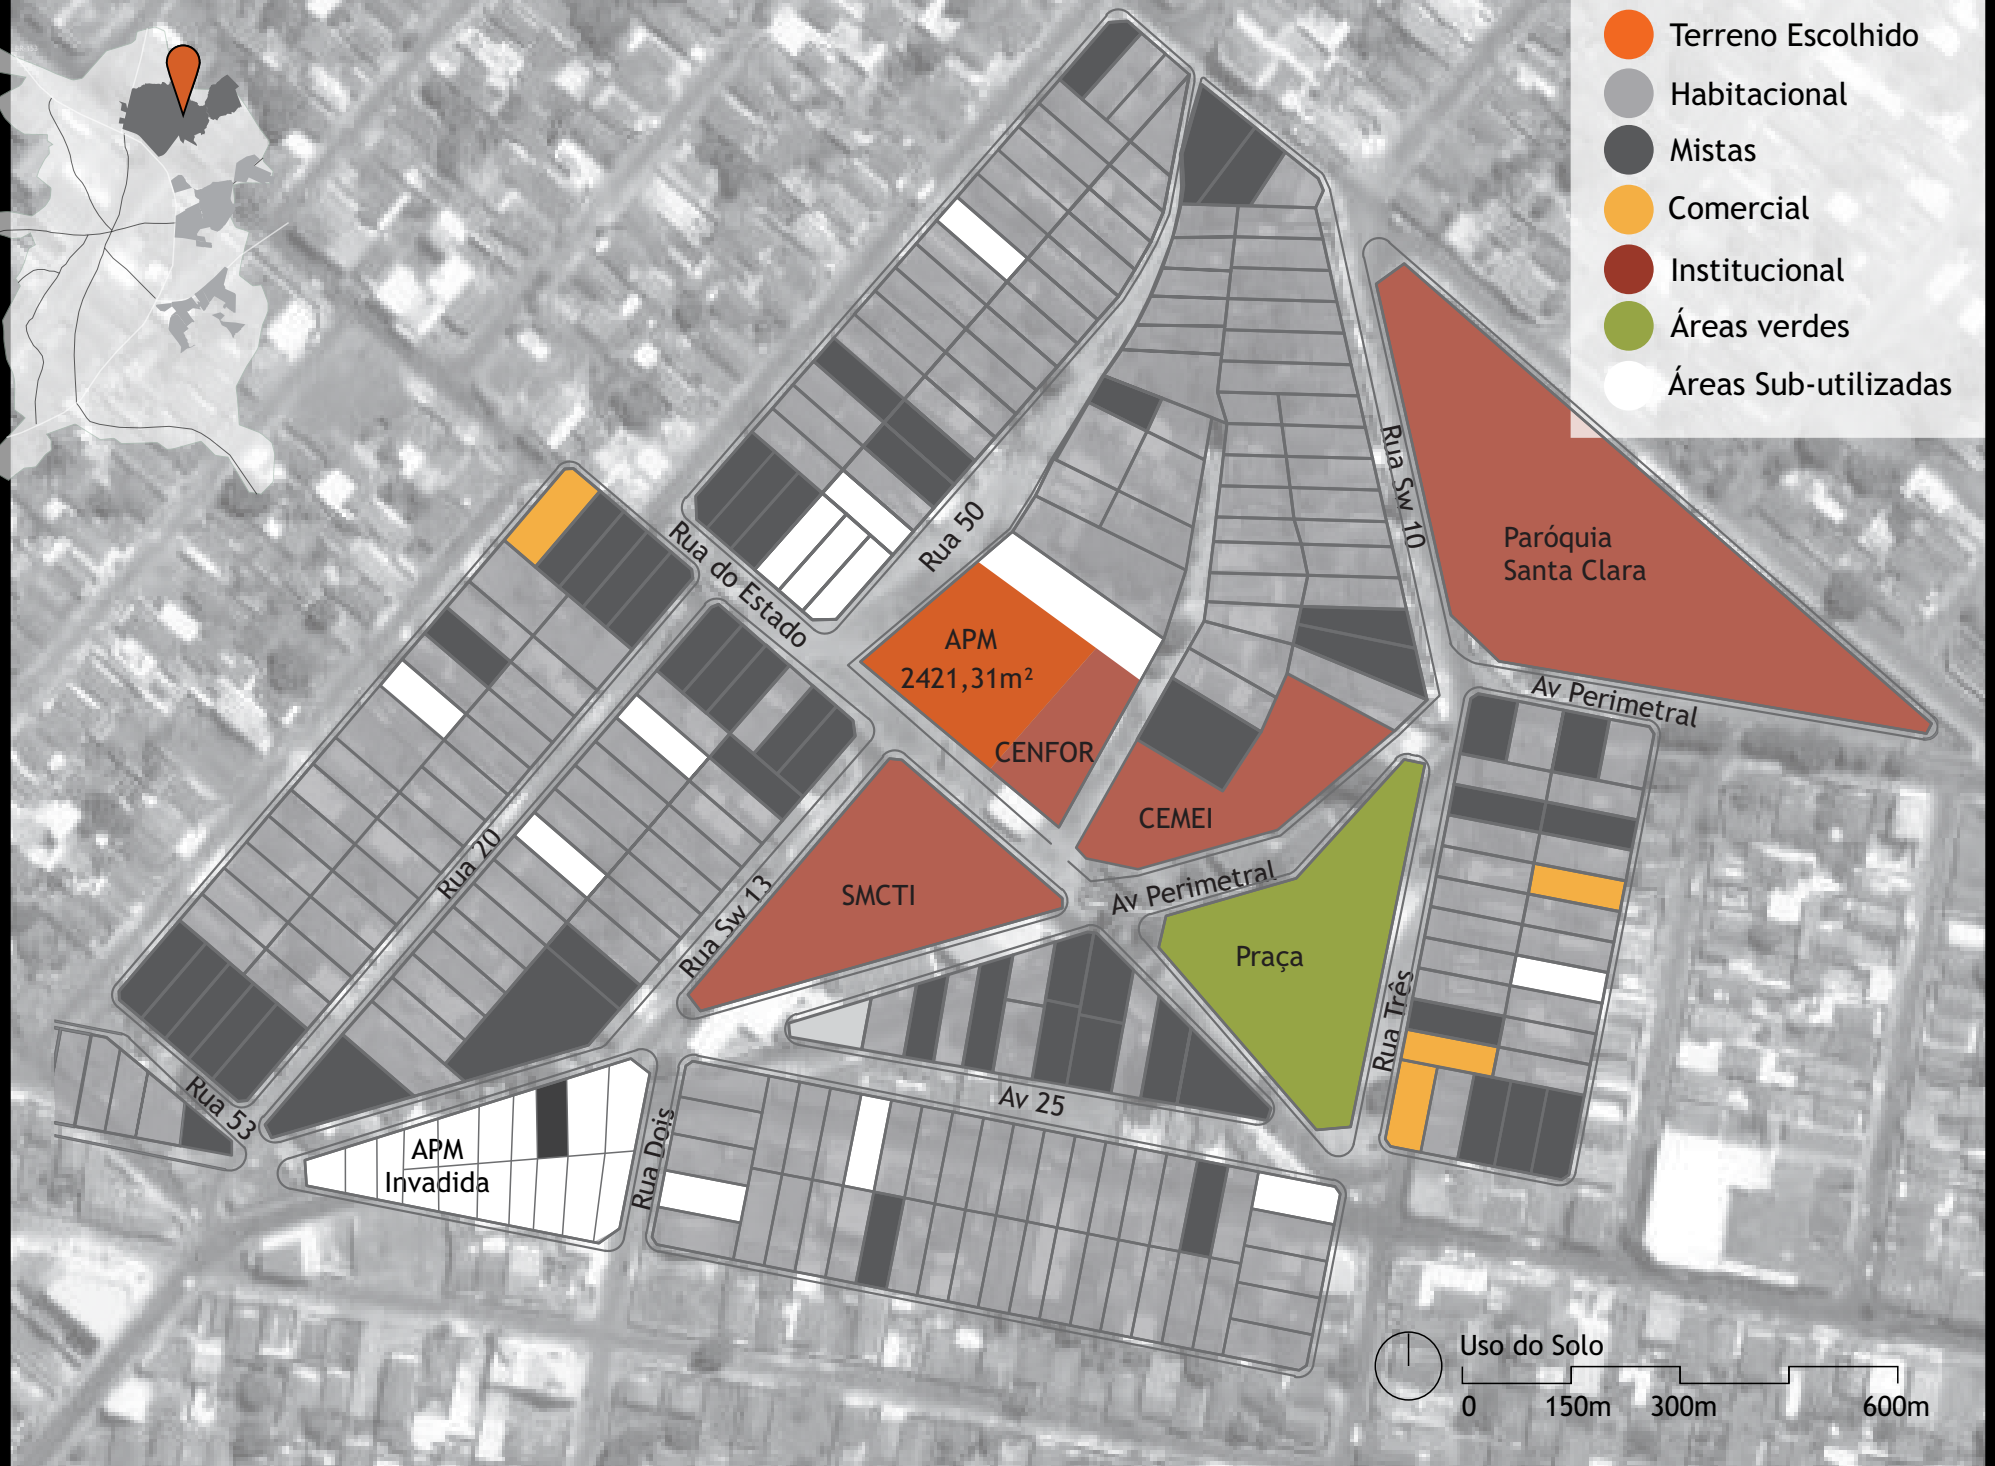 Terreno Escolhido
Habitacional
Mistas
Comercial
Institucional
Áreas verdes
Áreas Sub-utilizadas
Rua Sw 10
Rua 50
Rua do Estado
Paróquia
Santa Clara
APM
2421,31m²
Av Perimetral
CENFOR
CEMEI
Rua 20
SMCTI
Av Perimetral
Rua Sw 13
Praça
Rua Três
Av 25
Rua 53
APM
Invadida
Rua Dois
Uso do Solo
0 150m 300m 600m